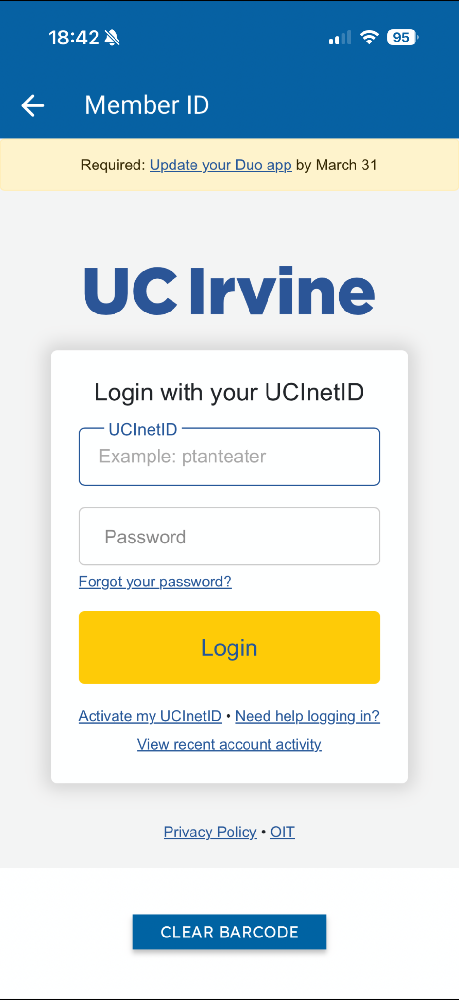 18:42
95
Member ID
Required: Update your Duo app by March 31
UC Irvine
Login with your UCInetID
UCInetID
Example: ptanteater
Password
Forgot your password?
Login
Activate my UCInetID • Need help logging in?
View recent account activity
Privacy Policy • OIT
CLEAR BARCODE